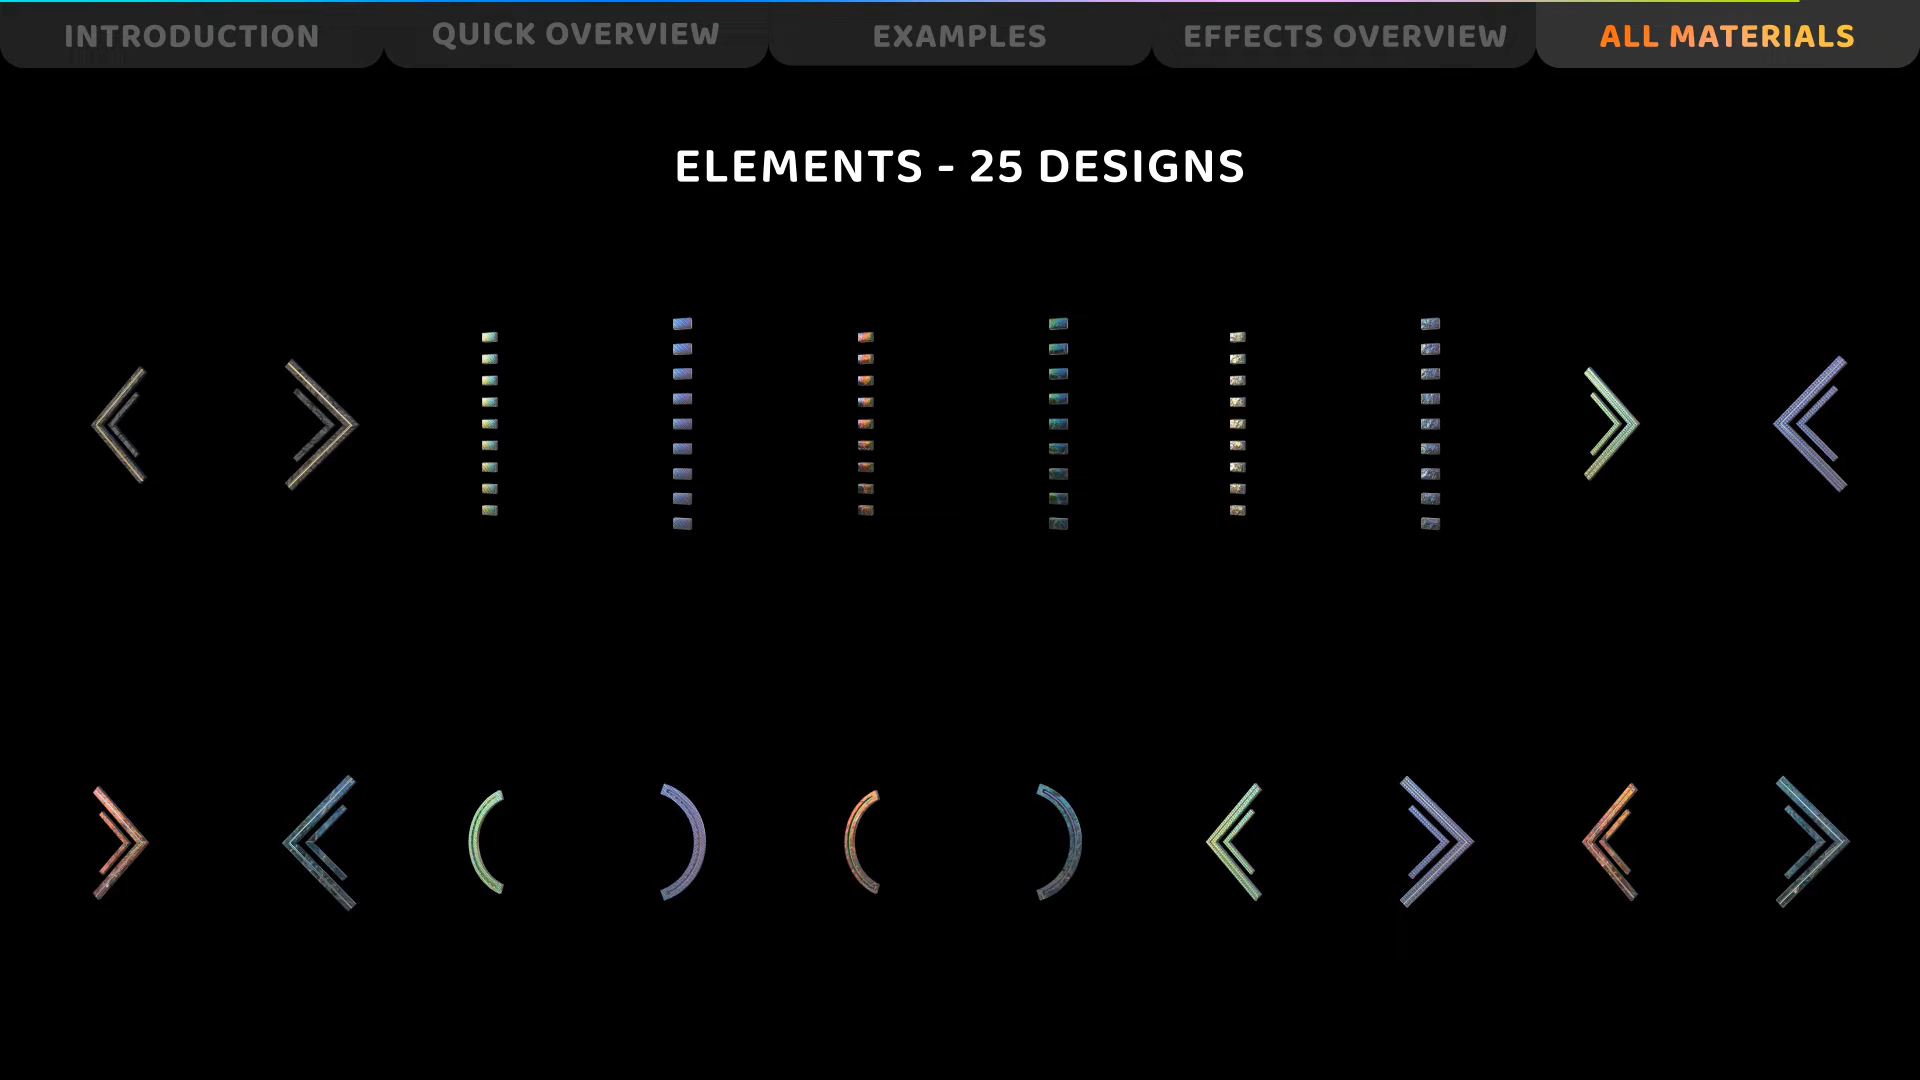 INTRODUCTION
QUICK OVERVIEW
EXAMPLES
EFFECTS OVERVIEW
ALL MATERIALS
ELEMENTS - 25 DESIGNS